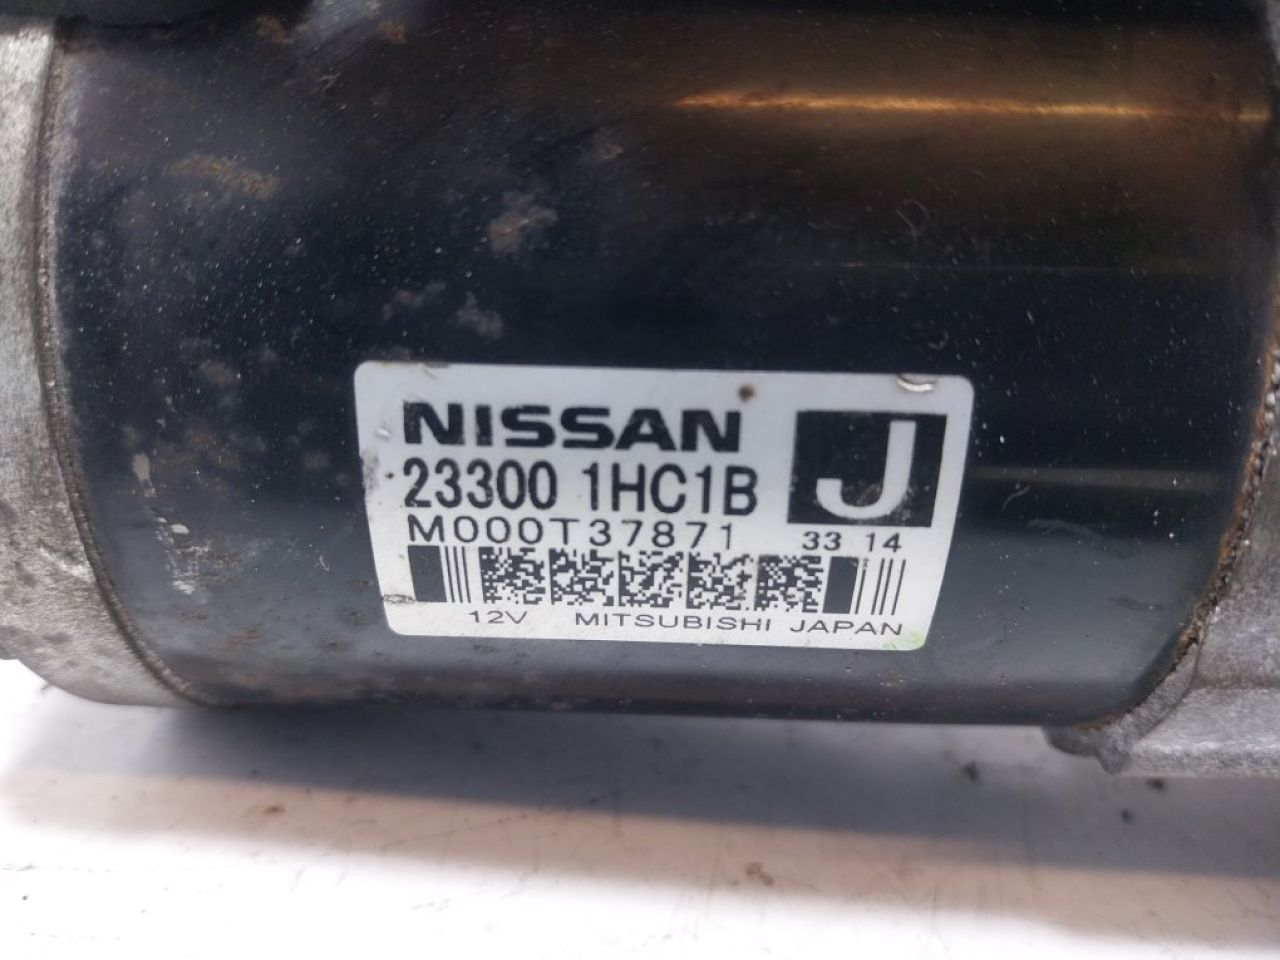 NISSAN
J
23300 1HC1B
M000T37871
33 14
12V MITSUBISHI JAPAN